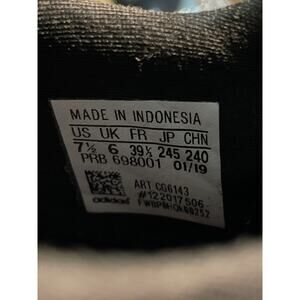 MADE IN INDONESIA
US UK FR JP CHN
7½ 6 39⅓ 245 240
PRB 698001 01/19
ART CG6143
#122017506
adidas